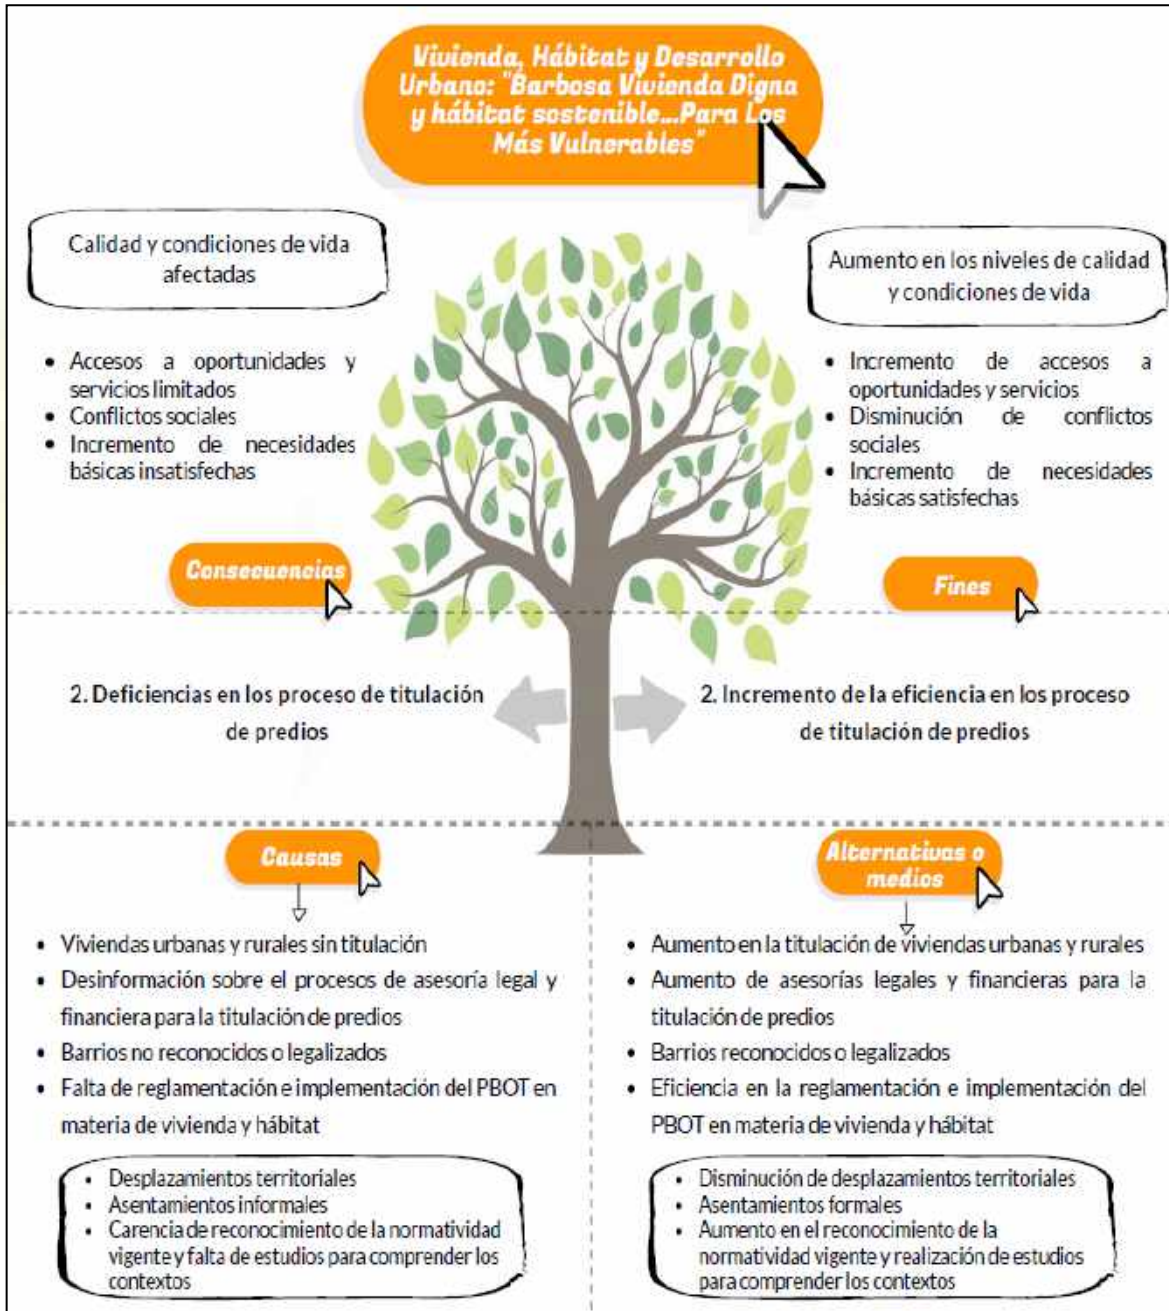 Vivienda, Hábitat y Desarrollo
Urbano: "Barbosa Vivienda Digna
y hábitat sostenible...Para Los
Más Vulnerables"
Calidad y condiciones de vida
afectadas
• Accesos a oportunidades y
servicios limitados
• Conflictos sociales
• Incremento de necesidades
básicas insatisfechas
Consecuencias
Aumento en los niveles de calidad
y condiciones de vida
• Incremento de accesos a
oportunidades y servicios
• Disminución de conflictos
sociales
• Incremento de necesidades
básicas satisfechas
Fines
2. Deficiencias en los proceso de titulación
de predios
2. Incremento de la eficiencia en los proceso
de titulación de predios
Causas
• Viviendas urbanas y rurales sin titulación
• Desinformación sobre el procesos de asesoría legal y
financiera para la titulación de predios
• Barrios no reconocidos o legalizados
• Falta de reglamentación e implementación del PBOT en
materia de vivienda y hábitat
• Desplazamientos territoriales
• Asentamientos informales
• Carencia de reconocimiento de la normatividad
vigente y falta de estudios para comprender los
contextos
Alternativas o
medios
• Aumento en la titulación de viviendas urbanas y rurales
• Aumento de asesorías legales y financieras para la
titulación de predios
• Barrios reconocidos o legalizados
• Eficiencia en la reglamentación e implementación del
PBOT en materia de vivienda y hábitat
• Disminución de desplazamientos territoriales
• Asentamientos formales
• Aumento en el reconocimiento de la
normatividad vigente y realización de estudios
para comprender los contextos